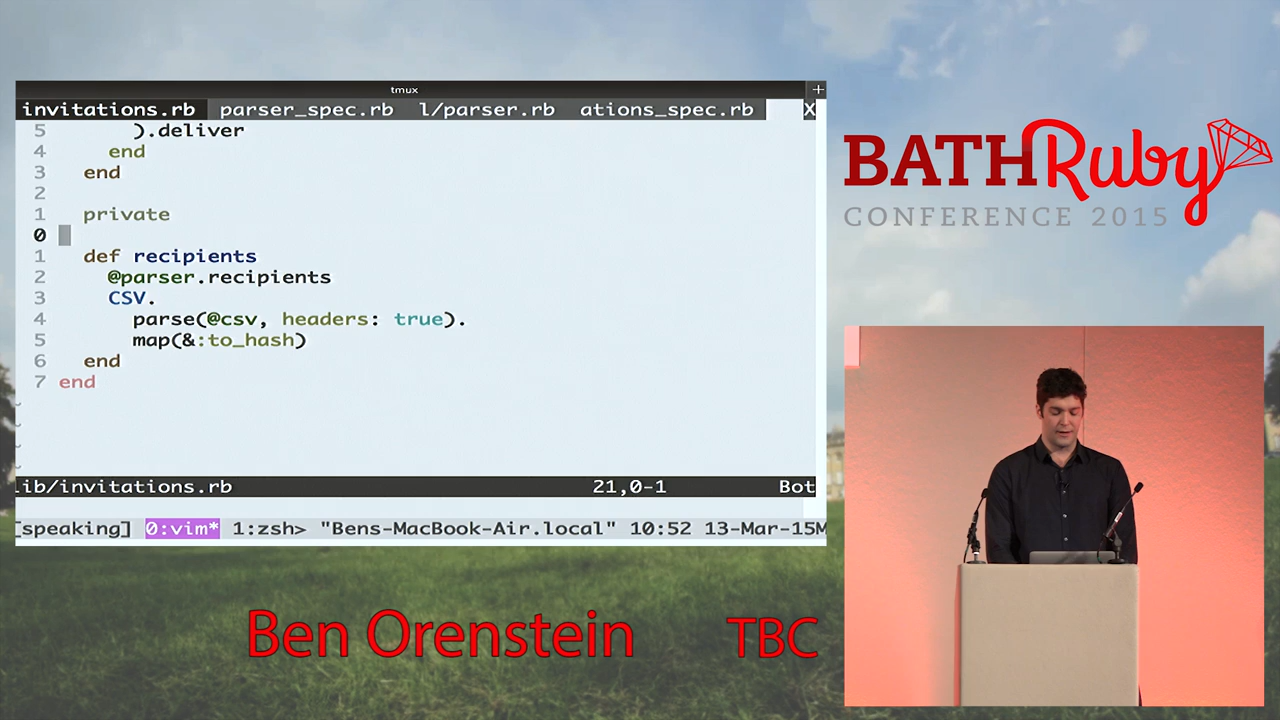 tmux
+
invitations.rb parser_spec.rb l/parser.rb ations_spec.rb X
5 ).deliver
4 end
3 end
2
1 private
0
1 def recipients
2 @parser.recipients
3 CSV.
4 parse(@csv, headers: true).
5 map(&:to_hash)
6 end
7 end
~
~
~
~
lib/invitations.rb 21,0-1 Bot
[speaking] 0:vim* 1:zsh> "Bens-MacBook-Air.local" 10:52 13-Mar-15M
BATHRuby
CONFERENCE 2015
Ben Orenstein TBC